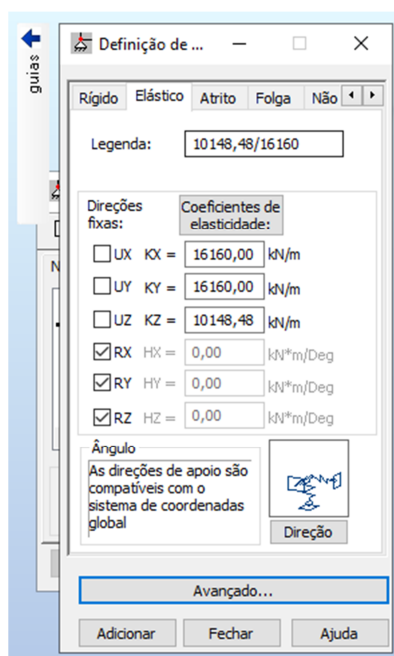 guias
Definição de ...
Rígido Elástico Atrito Folga Não
Legenda: 10148,48/16160
Direções fixas:
Coeficientes de elasticidade:
UX KX = 16160,00 kN/m
UY KY = 16160,00 kN/m
UZ KZ = 10148,48 kN/m
RX HX = 0,00 kN*m/Deg
RY HY = 0,00 kN*m/Deg
RZ HZ = 0,00 kN*m/Deg
Ângulo
As direções de apoio são
compatíveis com o
sistema de coordenadas
global
Direção
Avançado...
Adicionar Fechar Ajuda